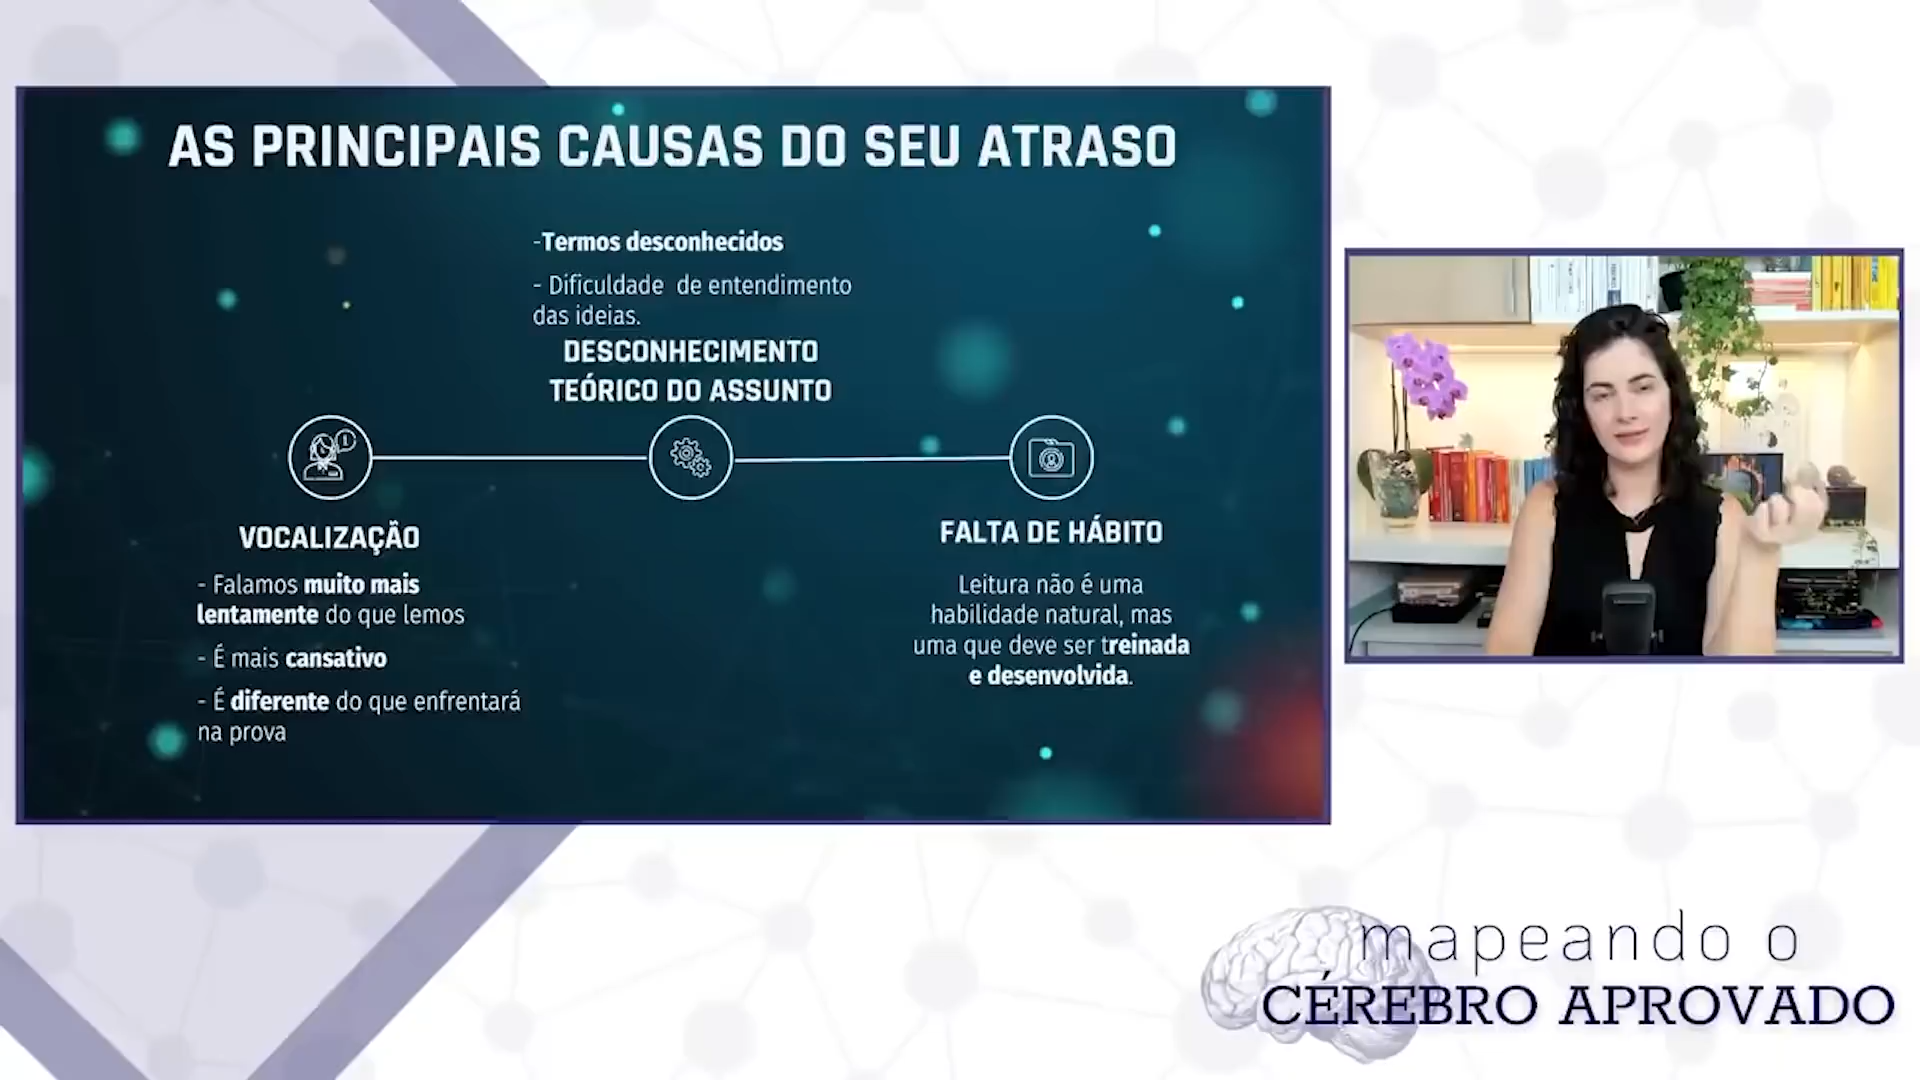 AS PRINCIPAIS CAUSAS DO SEU ATRASO
-Termos desconhecidos
- Dificuldade de entendimento
das ideias.
DESCONHECIMENTO
TEÓRICO DO ASSUNTO
VOCALIZAÇÃO
- Falamos muito mais
lentamente do que lemos
- É mais cansativo
- É diferente do que enfrentará
na prova
FALTA DE HÁBITO
Leitura não é uma
habilidade natural, mas
uma que deve ser treinada
e desenvolvida.
mapeando o
CÉREBRO APROVADO